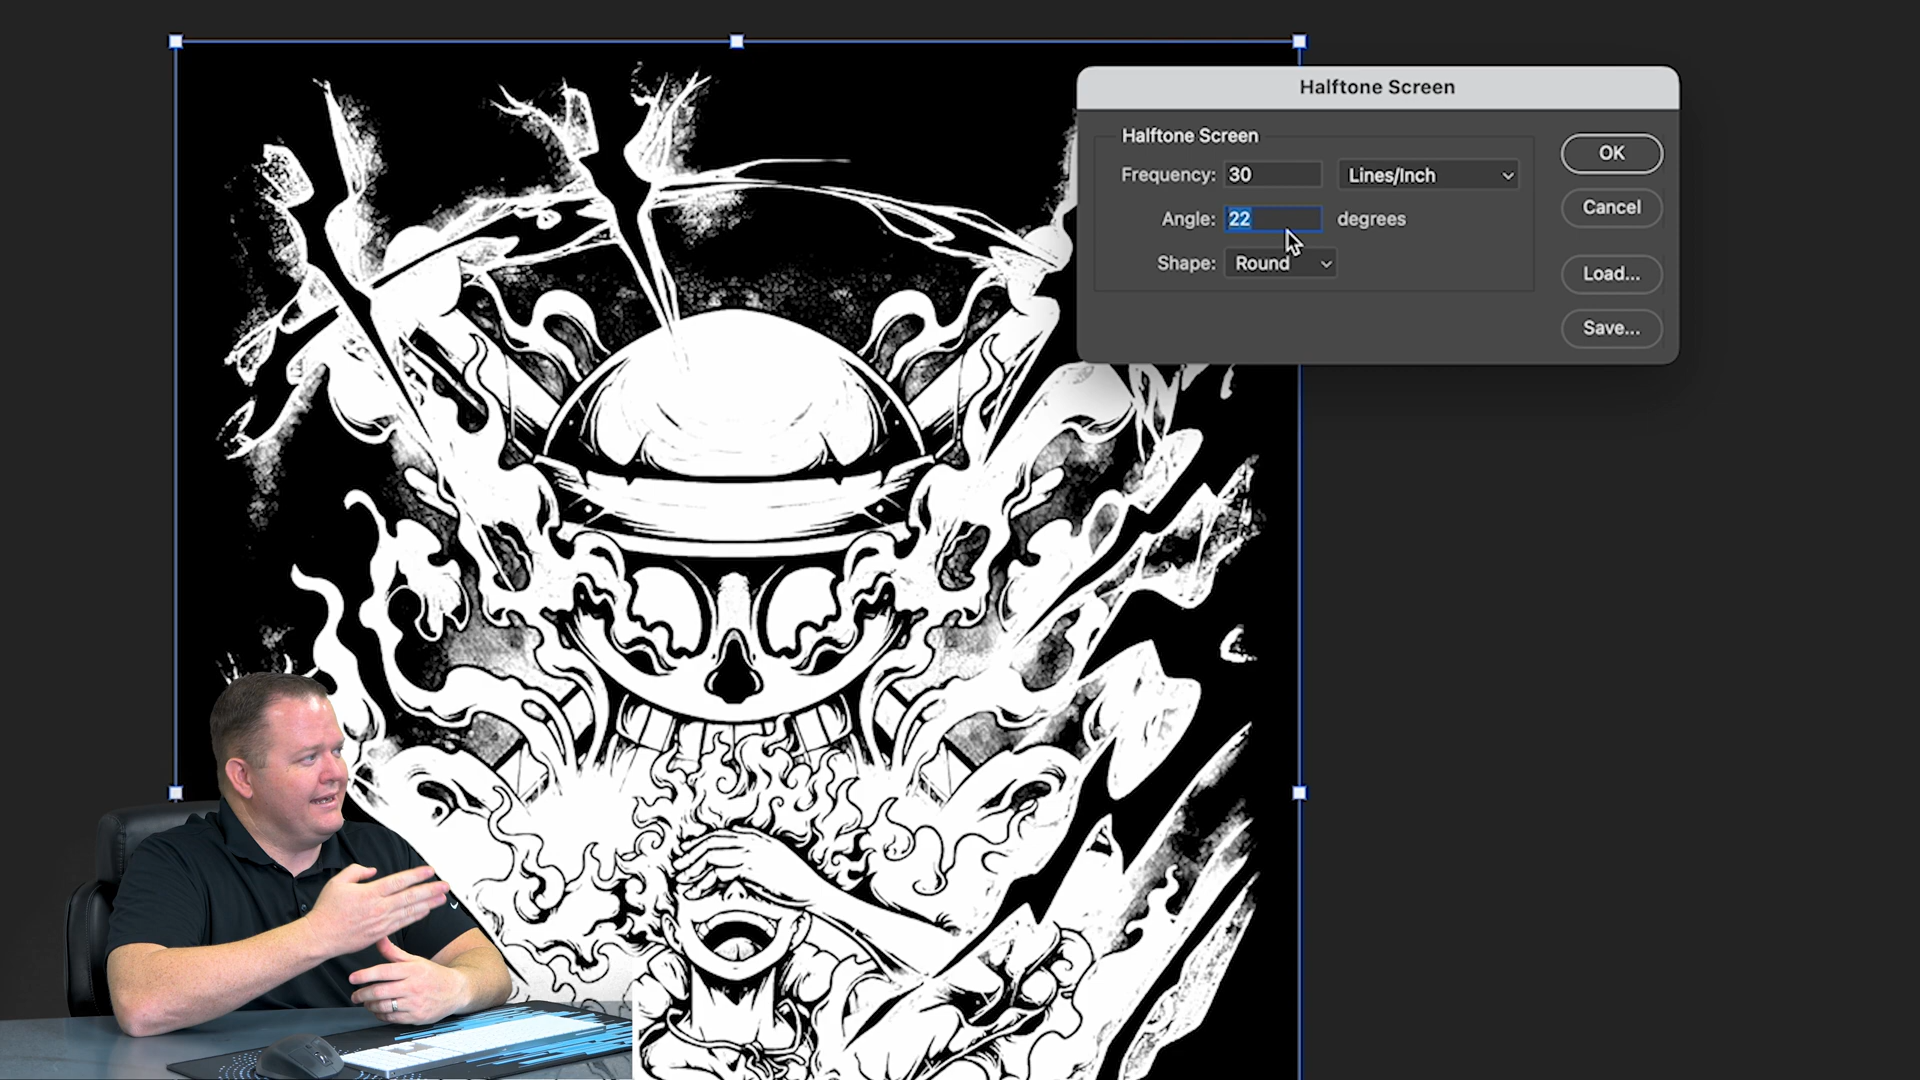 Halftone Screen
Halftone Screen
Frequency: 30 Lines/Inch
Angle: 22 degrees
Shape: Round
OK
Cancel
Load...
Save...